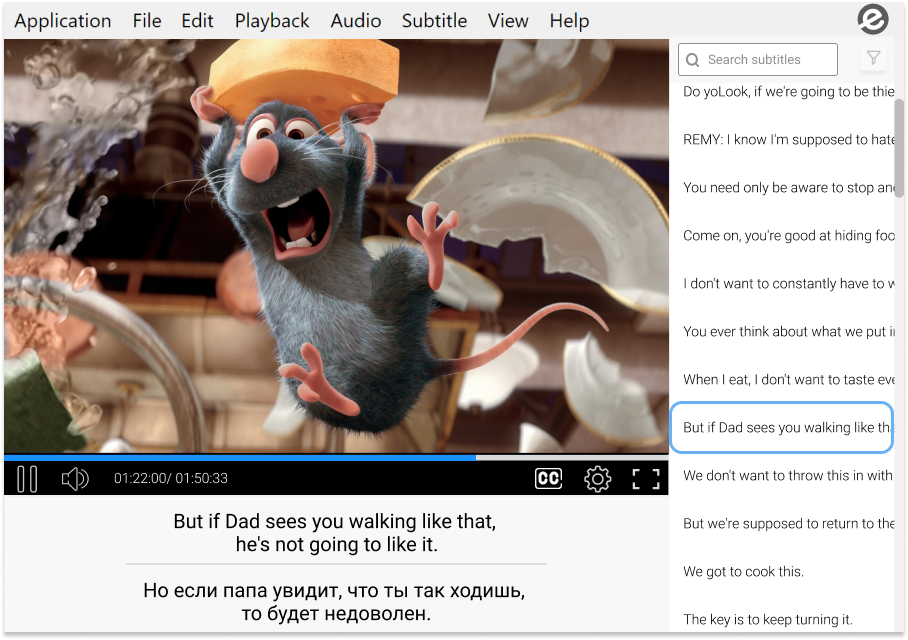 Application File Edit Playback Audio Subtitle View Help
Search subtitles
Do yoLook, if we're going to be thie
REMY: I know I'm supposed to hate
You need only be aware to stop and
Come on, you're good at hiding foo
I don't want to constantly have to w
You ever think about what we put in
When I eat, I don't want to taste eve
But if Dad sees you walking like tha
We don't want to throw this in with
But we're supposed to return to the
We got to cook this.
The key is to keep turning it.
01:22:00/ 01:50:33
CC
But if Dad sees you walking like that,
he's not going to like it.
Но если папа увидит, что ты так ходишь,
то будет недоволен.